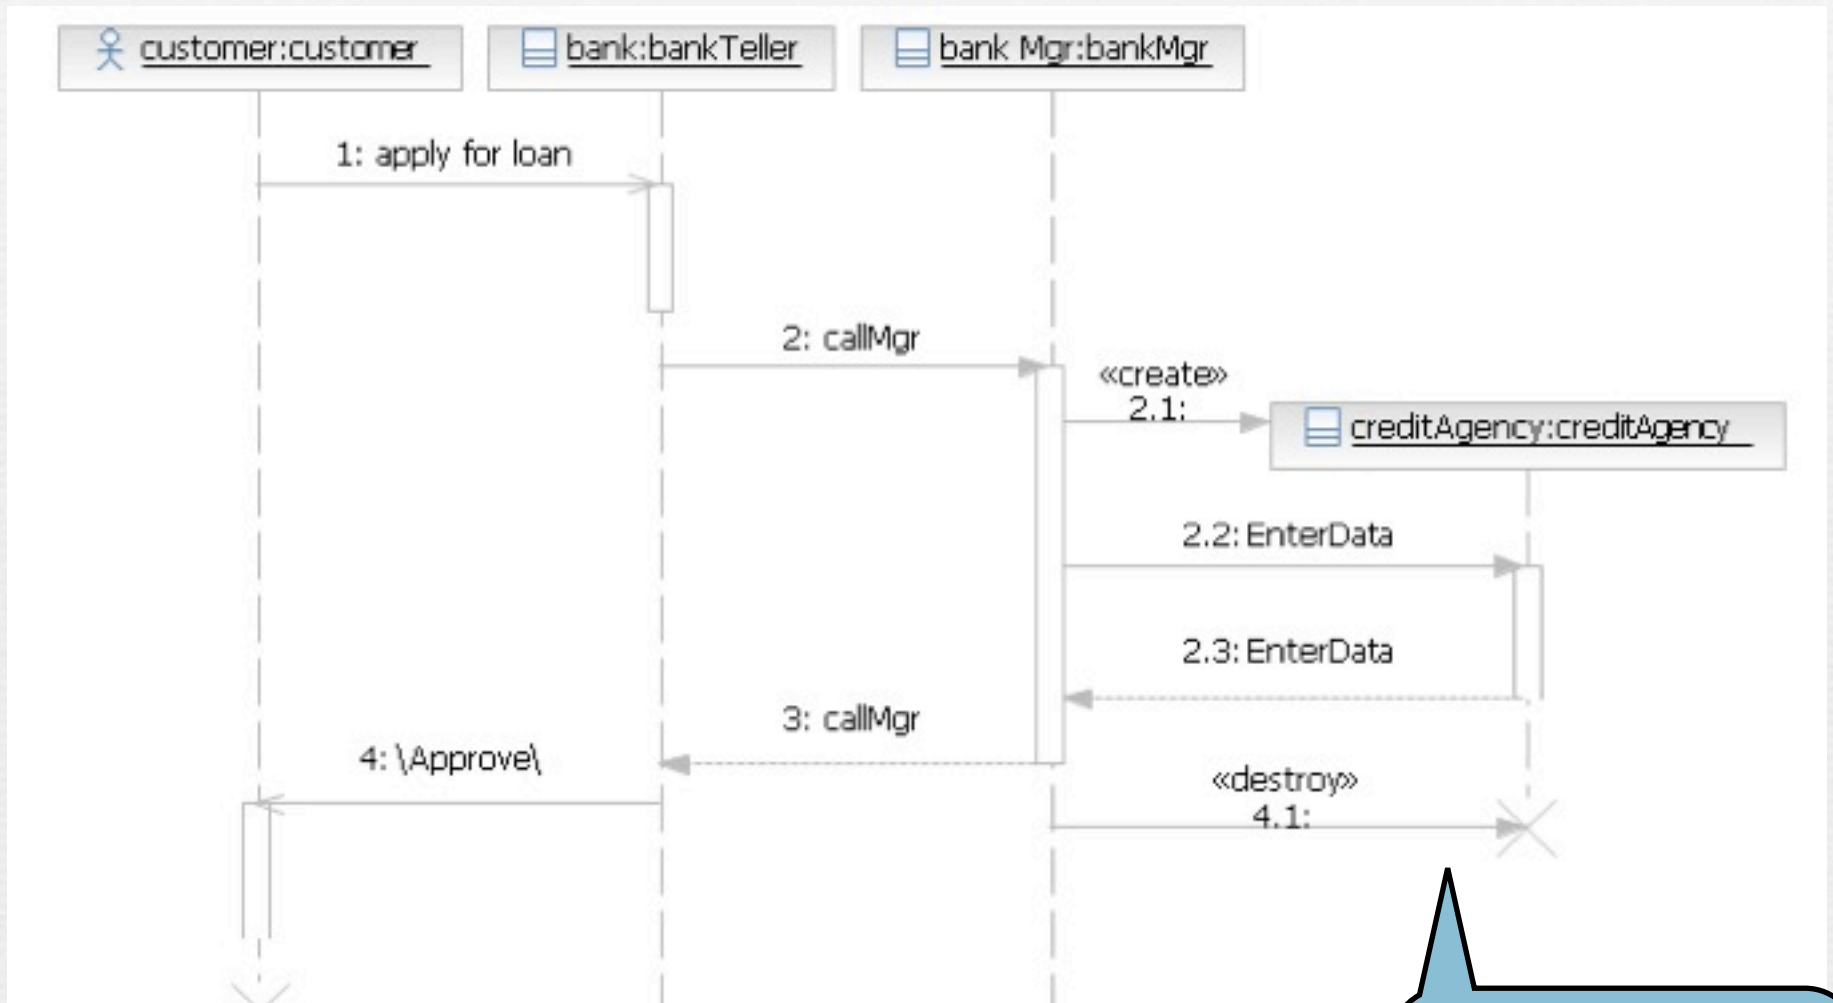 customer:customer
bank:bankTeller
bank Mgr:bankMgr
1: apply for loan
2: callMgr
«create»
2.1:
creditAgency:creditAgency
2.2: EnterData
2.3: EnterData
3: callMgr
4: \Approve\
«destroy»
4.1: